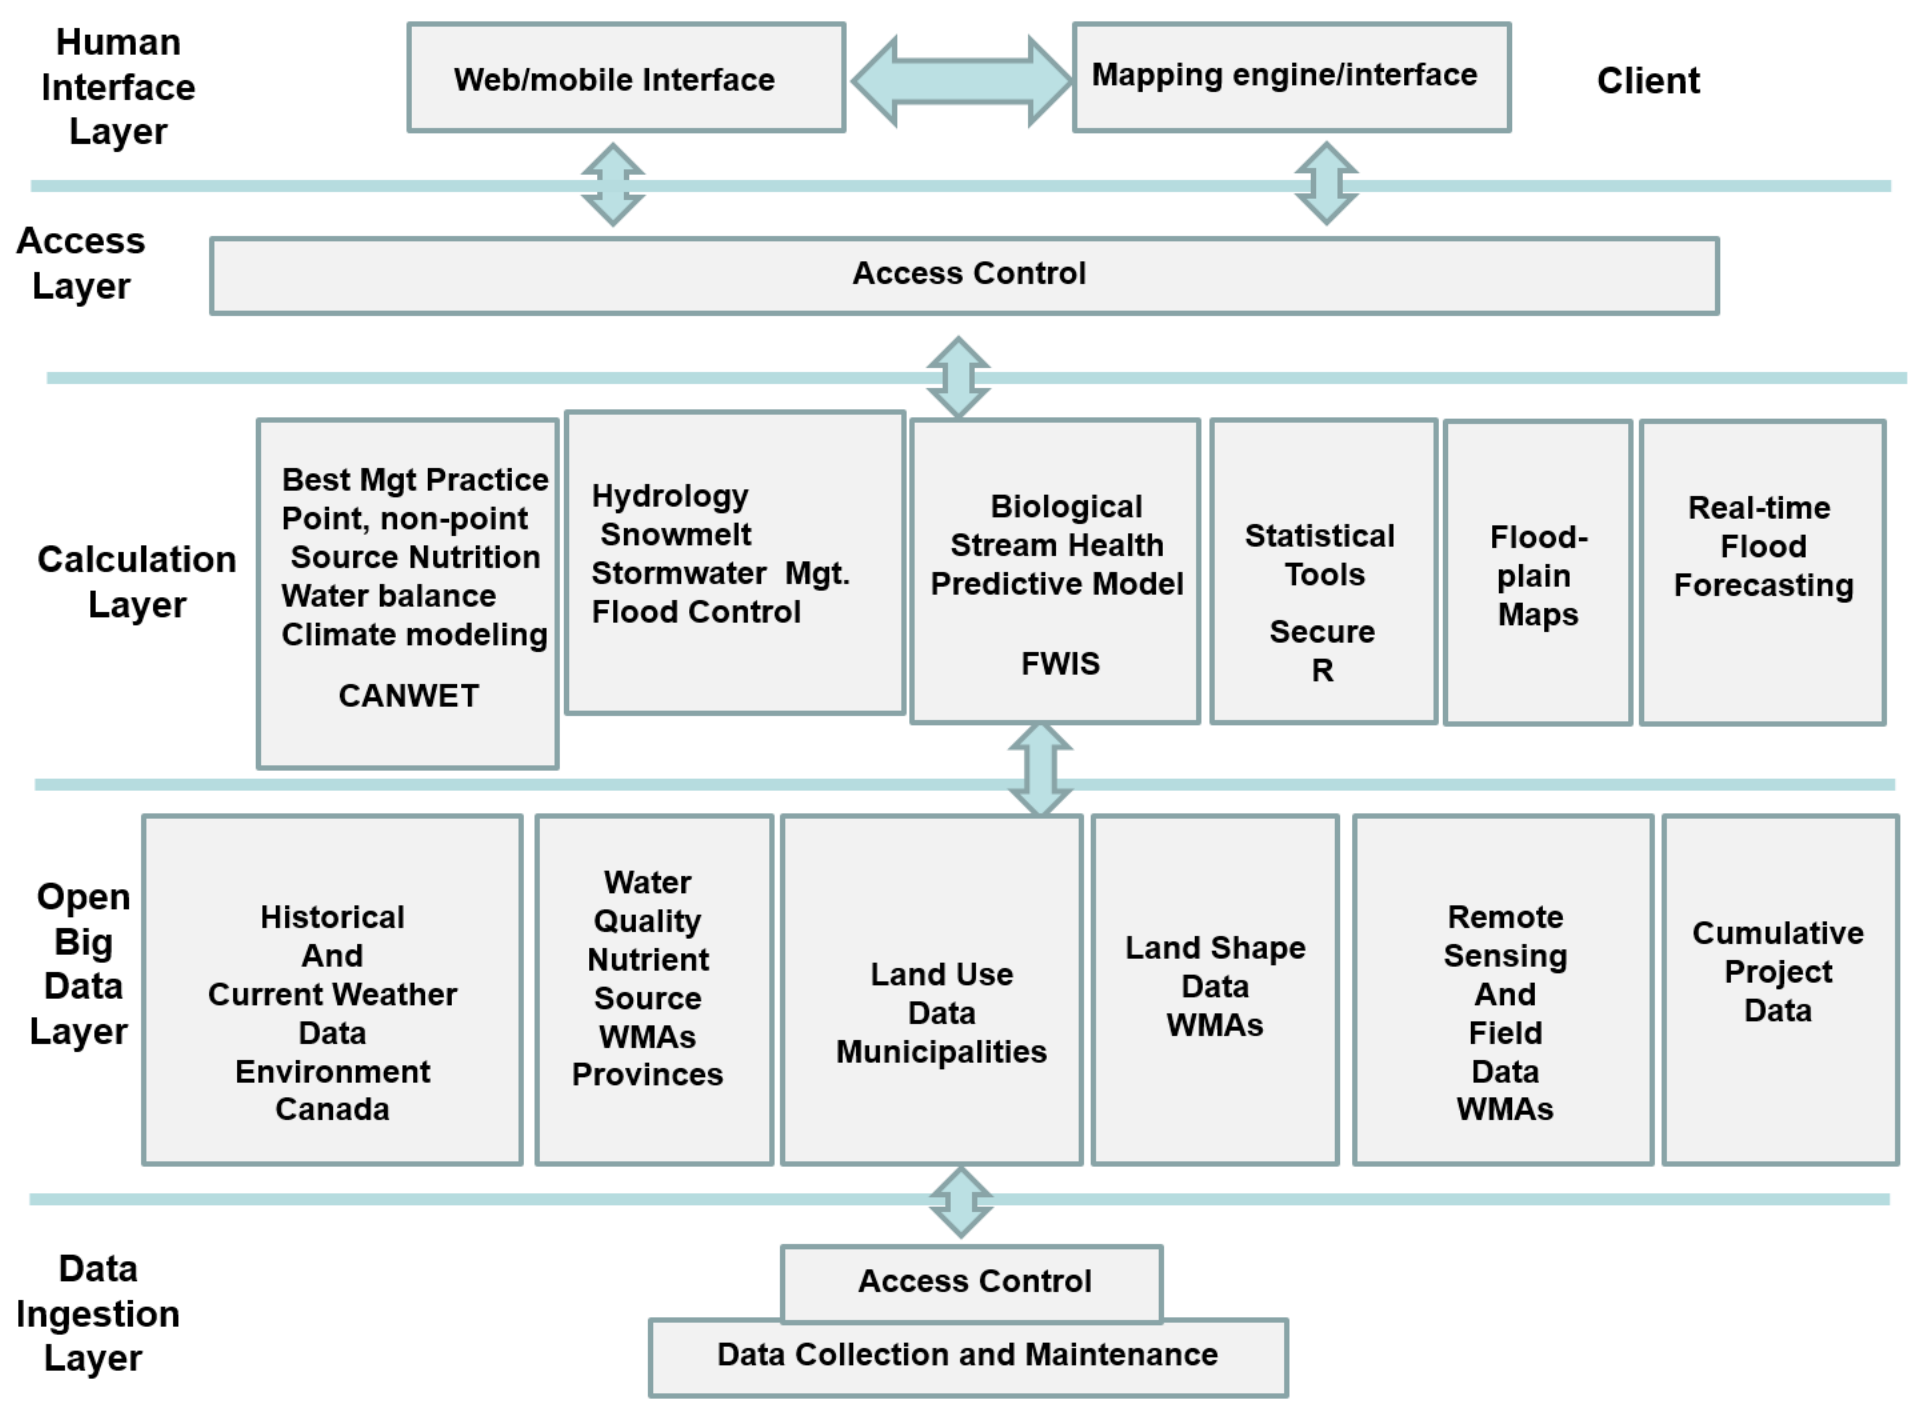 Human
Interface
Layer
Web/mobile Interface
Mapping engine/interface
Client
Access
Layer
Access Control
Calculation
Layer
Best Mgt Practice
Point, non-point
Source Nutrition
Water balance
Climate modeling
CANWET
Hydrology
Snowmelt
Stormwater Mgt.
Flood Control
Biological
Stream Health
Predictive Model
FWIS
Statistical
Tools
Secure
R
Flood-
plain
Maps
Real-time
Flood
Forecasting
Open
Big
Data
Layer
Historical
And
Current Weather
Data
Environment
Canada
Water
Quality
Nutrient
Source
WMAs
Provinces
Land Use
Data
Municipalities
Land Shape
Data
WMAs
Remote
Sensing
And
Field
Data
WMAs
Cumulative
Project
Data
Data
Ingestion
Layer
Access Control
Data Collection and Maintenance